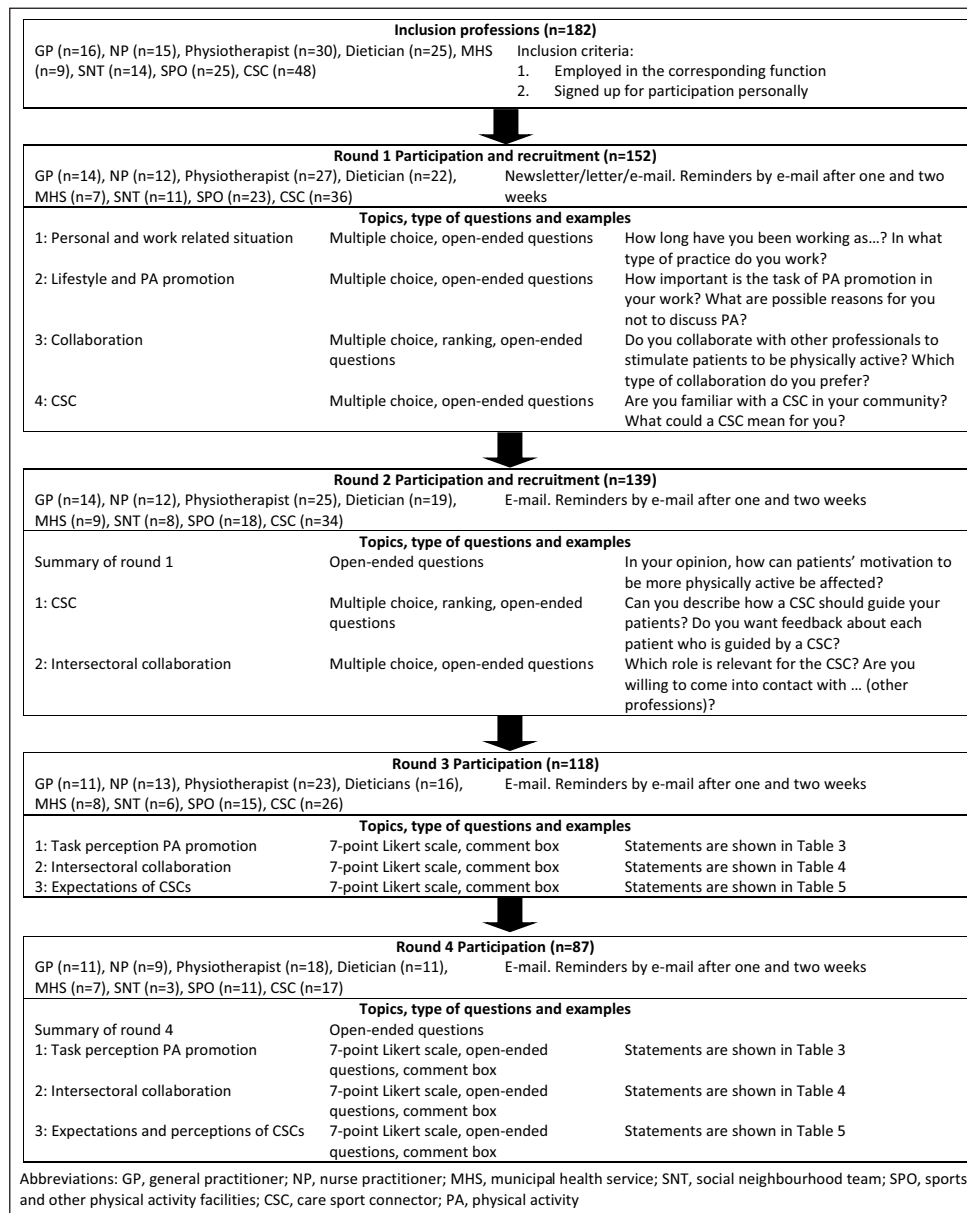 Inclusion professions (n=182)
GP (n=16), NP (n=15), Physiotherapist (n=30), Dietician (n=25), MHS
(n=9), SNT (n=14), SPO (n=25), CSC (n=48)
Inclusion criteria:
1. Employed in the corresponding function
2. Signed up for participation personally
Round 1 Participation and recruitment (n=152)
GP (n=14), NP (n=12), Physiotherapist (n=27), Dietician (n=22),
MHS (n=7), SNT (n=11), SPO (n=23), CSC (n=36)
Newsletter/letter/e-mail. Reminders by e-mail after one and two
weeks
Topics, type of questions and examples
1: Personal and work related situation
Multiple choice, open-ended questions
How long have you been working as…? In what
type of practice do you work?
2: Lifestyle and PA promotion
Multiple choice, open-ended questions
How important is the task of PA promotion in
your work? What are possible reasons for you
not to discuss PA?
3: Collaboration
Multiple choice, ranking, open-ended
questions
Do you collaborate with other professionals to
stimulate patients to be physically active? Which
type of collaboration do you prefer?
4: CSC
Multiple choice, open-ended questions
Are you familiar with a CSC in your community?
What could a CSC mean for you?
Round 2 Participation and recruitment (n=139)
GP (n=14), NP (n=12), Physiotherapist (n=25), Dietician (n=19),
MHS (n=9), SNT (n=8), SPO (n=18), CSC (n=34)
E-mail. Reminders by e-mail after one and two weeks
Topics, type of questions and examples
Summary of round 1
Open-ended questions
In your opinion, how can patients’ motivation to
be more physically active be affected?
1: CSC
Multiple choice, ranking, open-ended
questions
Can you describe how a CSC should guide your
patients? Do you want feedback about each
patient who is guided by a CSC?
2: Intersectoral collaboration
Multiple choice, open-ended questions
Which role is relevant for the CSC? Are you
willing to come into contact with … (other
professions)?
Round 3 Participation (n=118)
GP (n=11), NP (n=13), Physiotherapist (n=23), Dieticians (n=16),
MHS (n=8), SNT (n=6), SPO (n=15), CSC (n=26)
E-mail. Reminders by e-mail after one and two weeks
Topics, type of questions and examples
1: Task perception PA promotion
7-point Likert scale, comment box
Statements are shown in Table 3
2: Intersectoral collaboration
7-point Likert scale, comment box
Statements are shown in Table 4
3: Expectations of CSCs
7-point Likert scale, comment box
Statements are shown in Table 5
Round 4 Participation (n=87)
GP (n=11), NP (n=9), Physiotherapist (n=18), Dietician (n=11),
MHS (n=7), SNT (n=3), SPO (n=11), CSC (n=17)
E-mail. Reminders by e-mail after one and two weeks
Topics, type of questions and examples
Summary of round 4
Open-ended questions
1: Task perception PA promotion
7-point Likert scale, open-ended
questions, comment box
Statements are shown in Table 3
2: Intersectoral collaboration
7-point Likert scale, open-ended
questions, comment box
Statements are shown in Table 4
3: Expectations and perceptions of CSCs
7-point Likert scale, open-ended
questions, comment box
Statements are shown in Table 5
Abbreviations: GP, general practitioner; NP, nurse practitioner; MHS, municipal health service; SNT, social neighbourhood team; SPO, sports
and other physical activity facilities; CSC, care sport connector; PA, physical activity